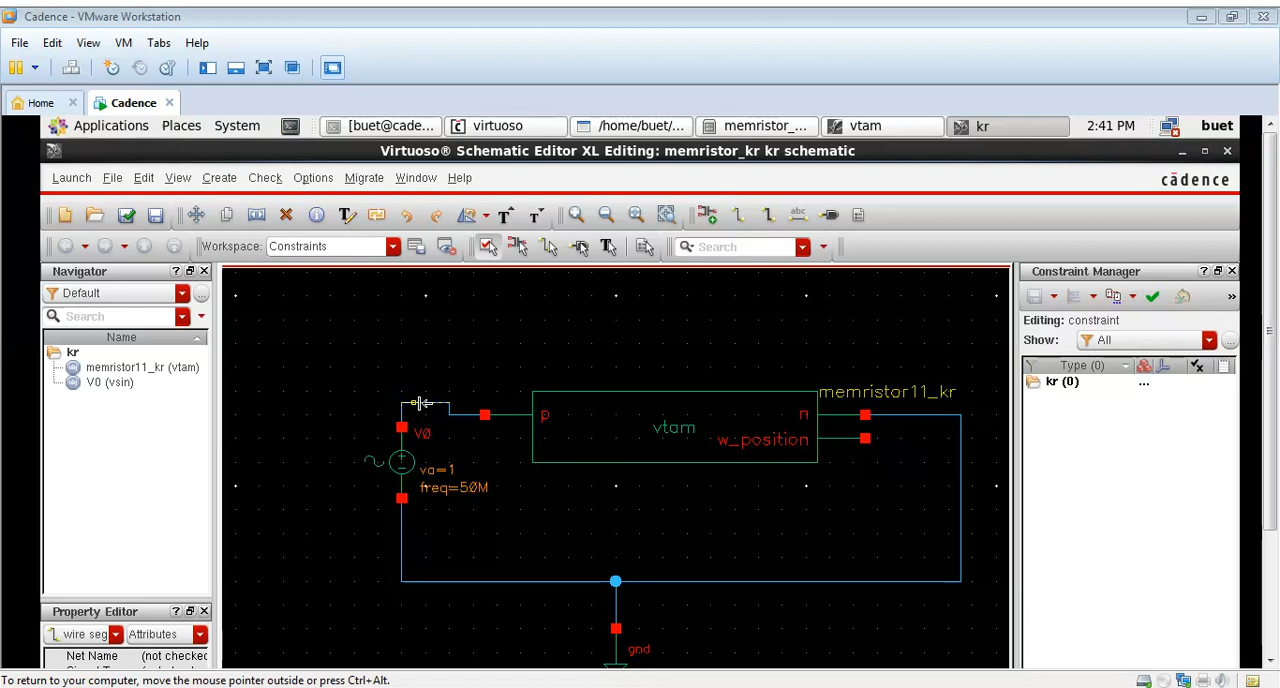 Cadence - VMware Workstation
File Edit View VM Tabs Help
Home Cadence
Applications Places System [buet@cade... virtuoso /home/buet/... memristor_... vtam kr 2:41 PM buet
Virtuoso® Schematic Editor XL Editing: memristor_kr kr schematic
Launch File Edit View Create Check Options Migrate Window Help cādence
Workspace: Constraints Search
Navigator
Default
Search
Name
kr
memristor11_kr (vtam)
V0 (vsin)
Property Editor
wire seg Attributes
Net Name (not checked
memristor11_kr
p vtam n
w_position
V0
va=1
freq=50M
gnd
Constraint Manager
Editing: constraint
Show: All
Type (0)
kr (0) ...
To return to your computer, move the mouse pointer outside or press Ctrl+Alt.